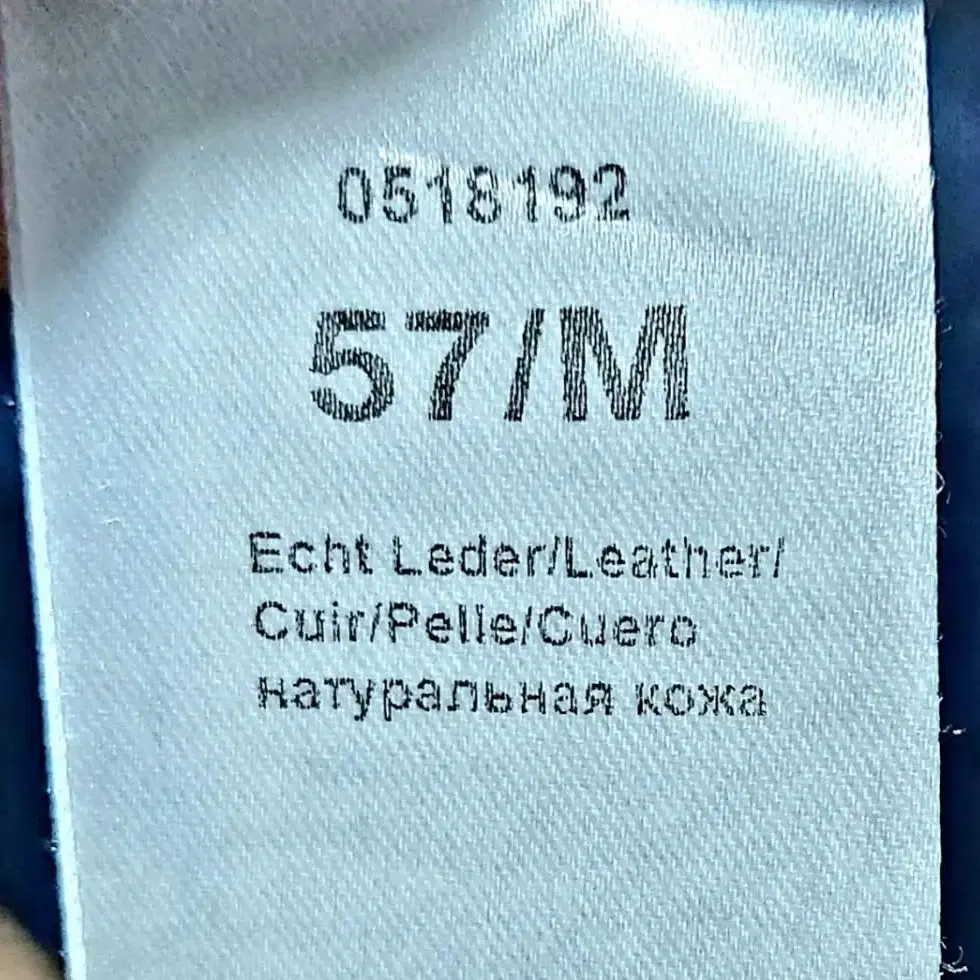 0518192
57/M
Echt Leder/Leather/
Cuir/Pelle/Cuero
натуральная кожа